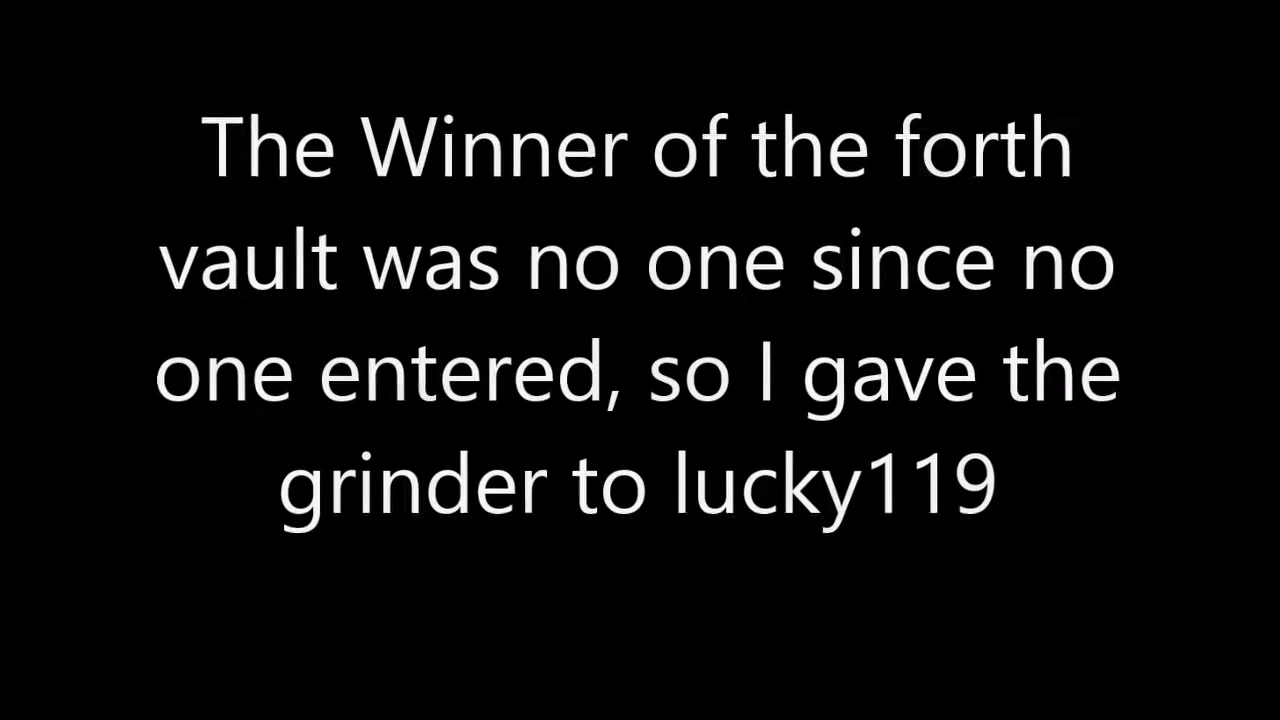 The Winner of the forth
vault was no one since no
one entered, so I gave the
grinder to lucky119